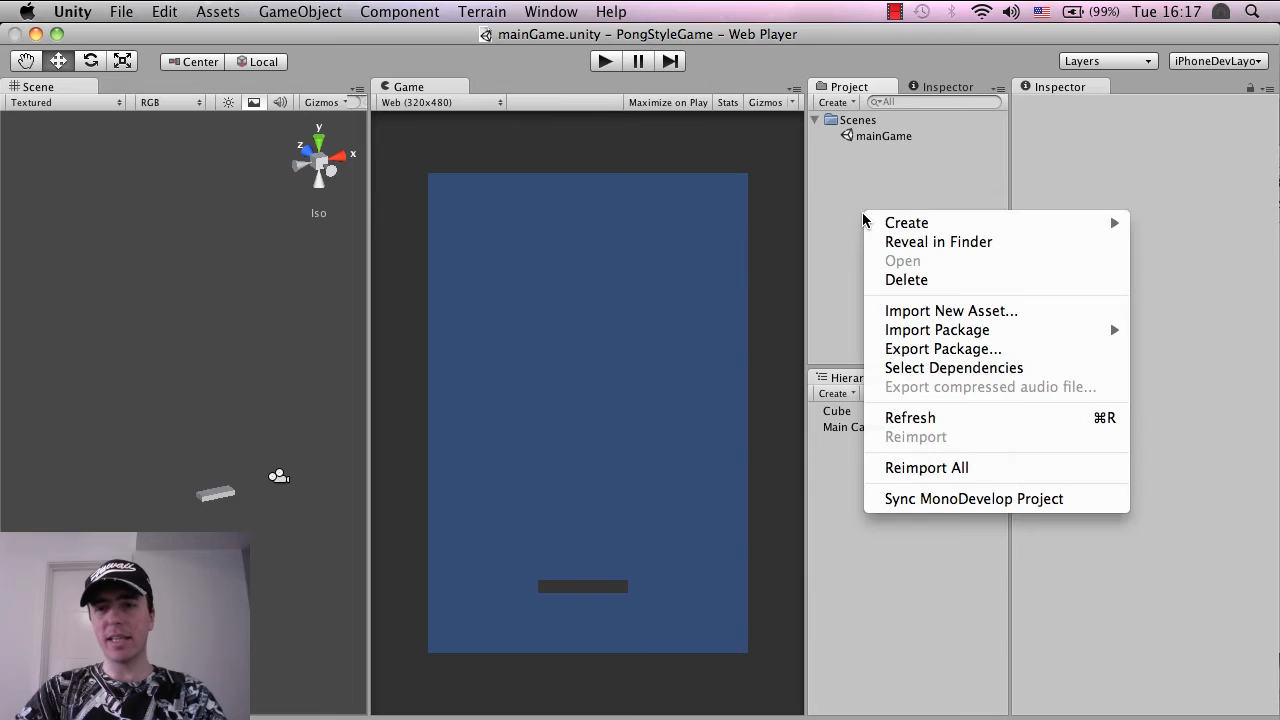 Unity File Edit Assets GameObject Component Terrain Window Help (99%) Tue 16:17
mainGame.unity - PongStyleGame - Web Player
Center Local Layers iPhoneDevLayo
Scene Game Project Inspector Inspector
Textured RGB Gizmos Web (320x480) Maximize on Play Stats Gizmos Create All
Scenes
mainGame
y
z
x
Iso
Create
Reveal in Finder
Open
Delete
Import New Asset...
Import Package
Export Package...
Select Dependencies
Export compressed audio file...
Refresh ⌘R
Reimport
Reimport All
Sync MonoDevelop Project
Hierar
Create
Cube
Main Ca